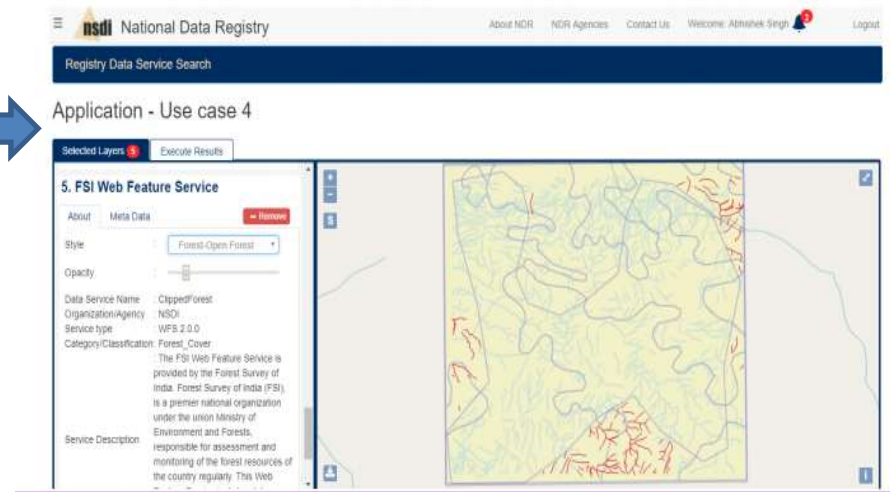 nsdi National Data Registry
About NDR NDR Agencies Contact Us Welcome: Abhishek Singh 2 Logout
Registry Data Service Search
Application - Use case 4
Selected Layers 5 Execute Results
5. FSI Web Feature Service
About Meta Data Remove
Style : Forest-Open Forest
Opacity :
Data Service Name : ClippedForest
Organization/Agency : NSDI
Service type : WFS 2.0.0
Category/Classification: Forest_Cover
Service Description : The FSI Web Feature Service is
provided by the Forest Survey of
India. Forest Survey of India (FSI),
is a premier national organization
under the union Ministry of
Environment and Forests,
responsible for assessment and
monitoring of the forest resources of
the country regularly. This Web
+
−
S
i